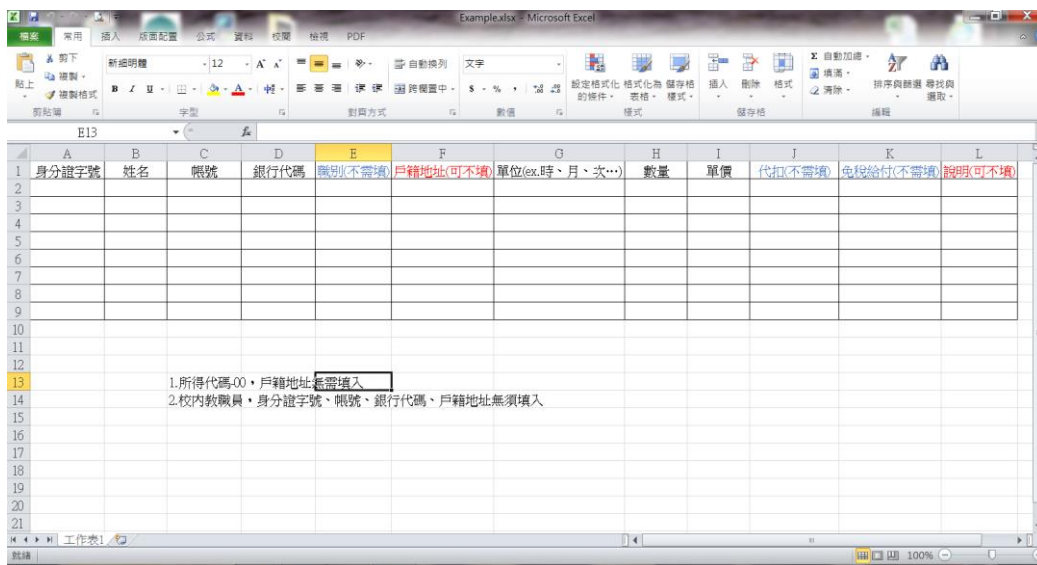 Example.xlsx - Microsoft Excel
檔案 常用 插入 版面配置 公式 資料 校閱 檢視 PDF
剪下 複製 複製格式 貼上 剪貼簿
新細明體 12 字型
自動換列 跨欄置中 對齊方式
文字 $ % , 數值
設定格式化的條件 格式化為表格 儲存格樣式 樣式
插入 刪除 格式 儲存格
Σ 自動加總 填滿 清除 排序與篩選 尋找與選取 編輯
E13 fx
A B C D E F G H I J K L
1 身分證字號 姓名 帳號 銀行代碼 職別(不需填) 戶籍地址(可不填) 單位(ex.時、月、次…) 數量 單價 代扣(不需填) 免稅給付(不需填) 說明(可不填)
2
3
4
5
6
7
8
9
10
11
12
13 1.所得代碼-00，戶籍地址無需填入
14 2.校內教職員，身分證字號、帳號、銀行代碼、戶籍地址無須填入
15
16
17
18
19
20
21
工作表1
就緒 100%